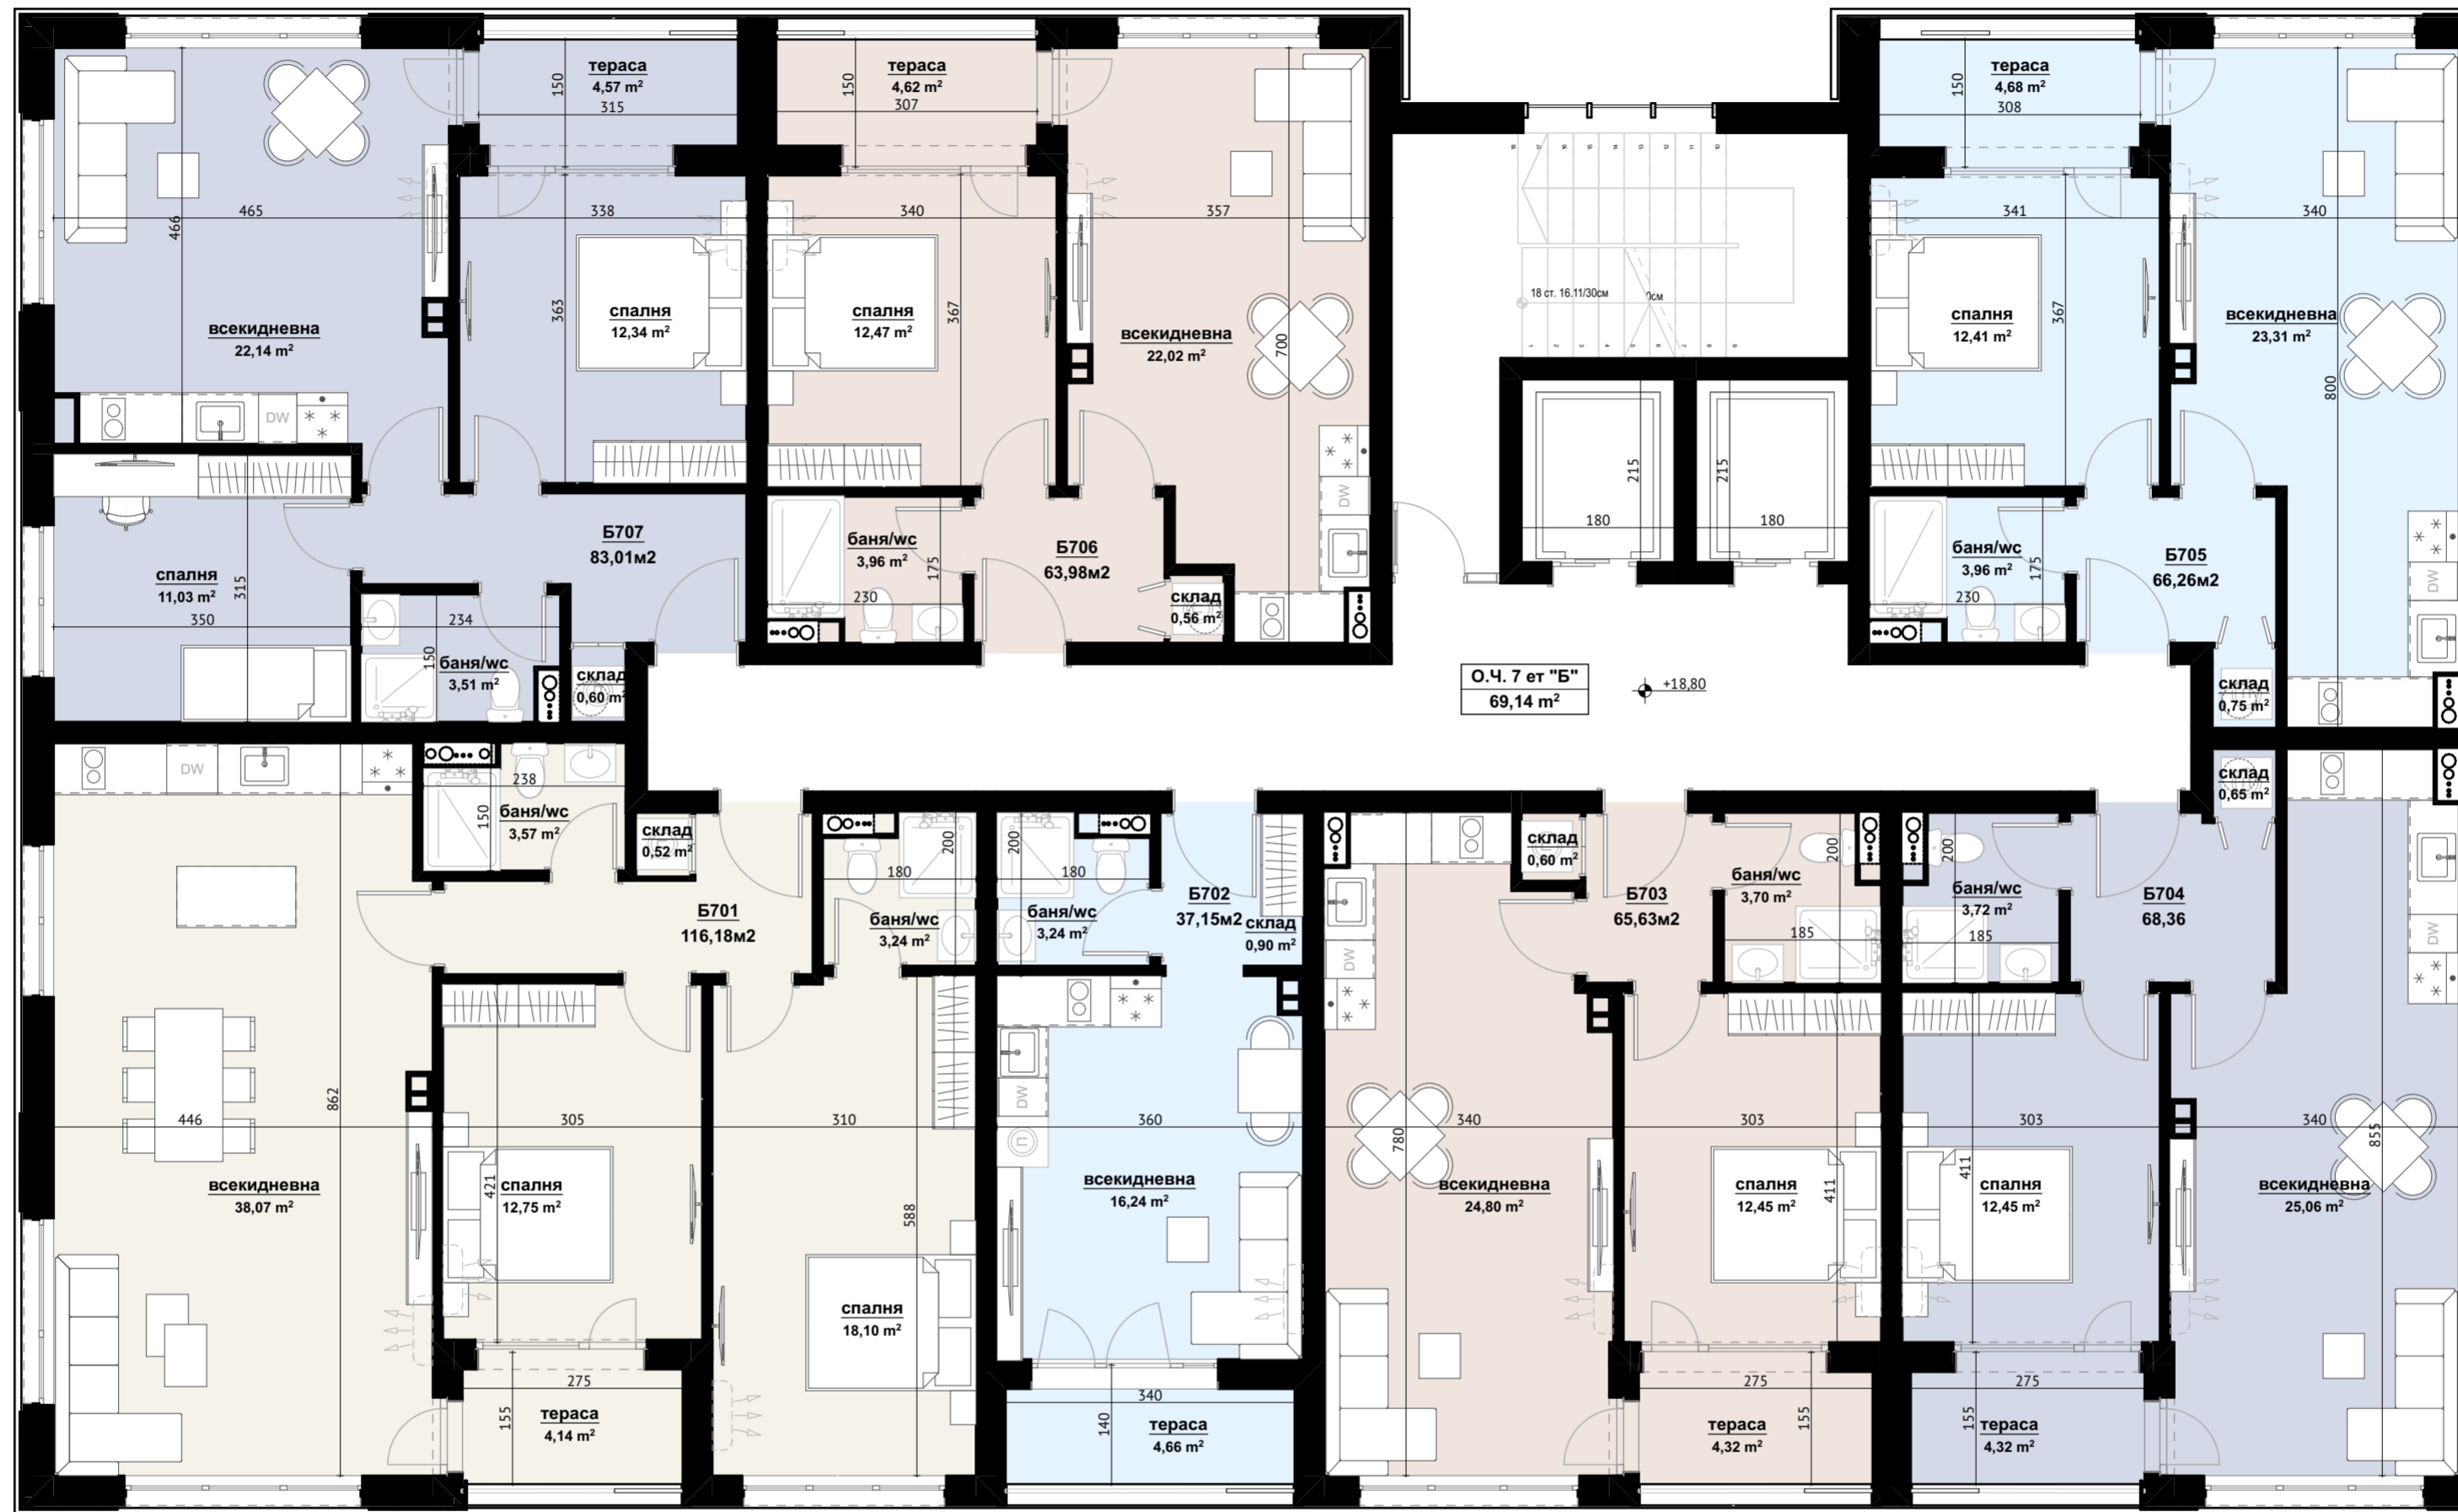 тераса
4,57 m²
315
150
тераса
4,62 m²
307
150
тераса
4,68 m²
308
150
465
466
338
363
340
367
357
700
341
367
340
800
всекидневна
22,14 m²
спалня
12,34 m²
спалня
12,47 m²
всекидневна
22,02 m²
18 ст. 16.11/30см
спалня
12,41 m²
всекидневна
23,31 m²
DW
DW
DW
215
215
180
180
спалня
11,03 m²
315
350
Б707
83,01м2
баня/wc
3,96 m²
175
230
Б706
63,98м2
склад
0,56 m²
баня/wc
3,96 m²
175
230
Б705
66,26м2
234
150
баня/wc
3,51 m²
склад
0,60 m²
О.Ч. 7 ет "Б"
69,14 m²
+18,80
склад
0,75 m²
DW
238
150
баня/wc
3,57 m²
склад
0,52 m²
Б701
116,18м2
180
200
баня/wc
3,24 m²
200
180
баня/wc
3,24 m²
Б702
37,15м2
склад
0,90 m²
склад
0,60 m²
Б703
65,63м2
баня/wc
3,70 m²
200
185
200
баня/wc
3,72 m²
185
Б704
68,36
склад
0,65 m²
DW
DW
DW
446
862
305
421
310
588
360
340
780
303
411
303
411
340
855
всекидневна
38,07 m²
спалня
12,75 m²
спалня
18,10 m²
всекидневна
16,24 m²
всекидневна
24,80 m²
спалня
12,45 m²
спалня
12,45 m²
всекидневна
25,06 m²
275
155
тераса
4,14 m²
340
140
тераса
4,66 m²
275
155
тераса
4,32 m²
275
155
тераса
4,32 m²